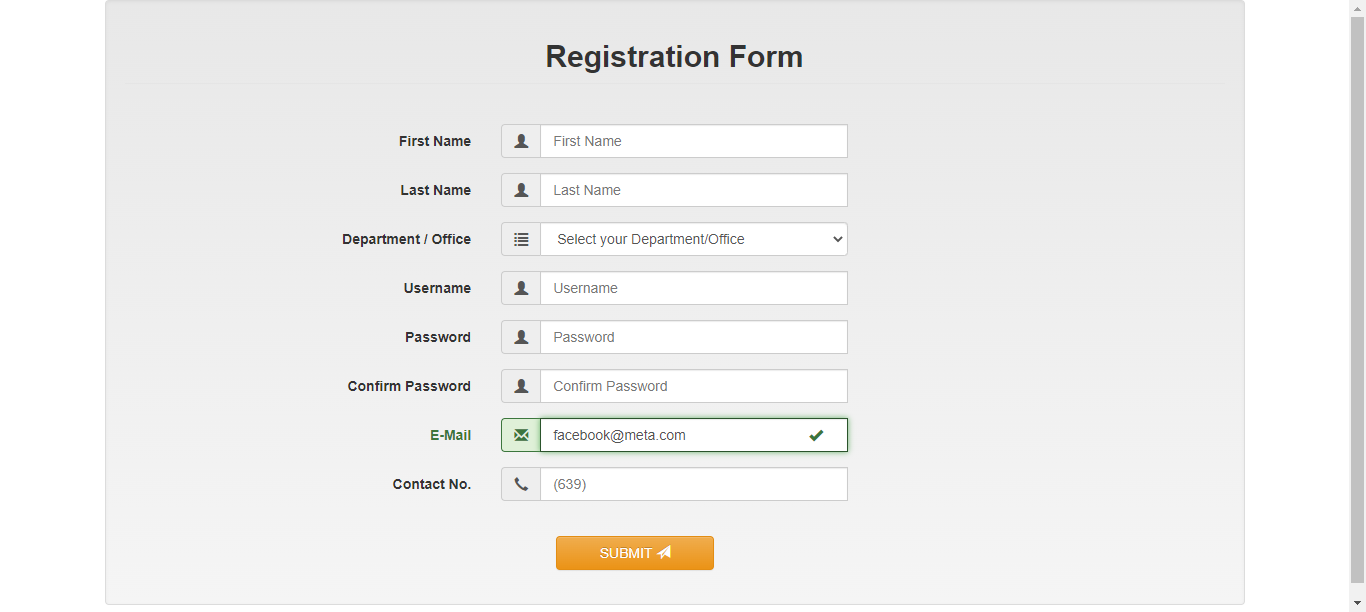 Registration Form
First Name First Name
Last Name Last Name
Department / Office Select your Department/Office
Username Username
Password Password
Confirm Password Confirm Password
E-Mail facebook@meta.com
Contact No. (639)
SUBMIT